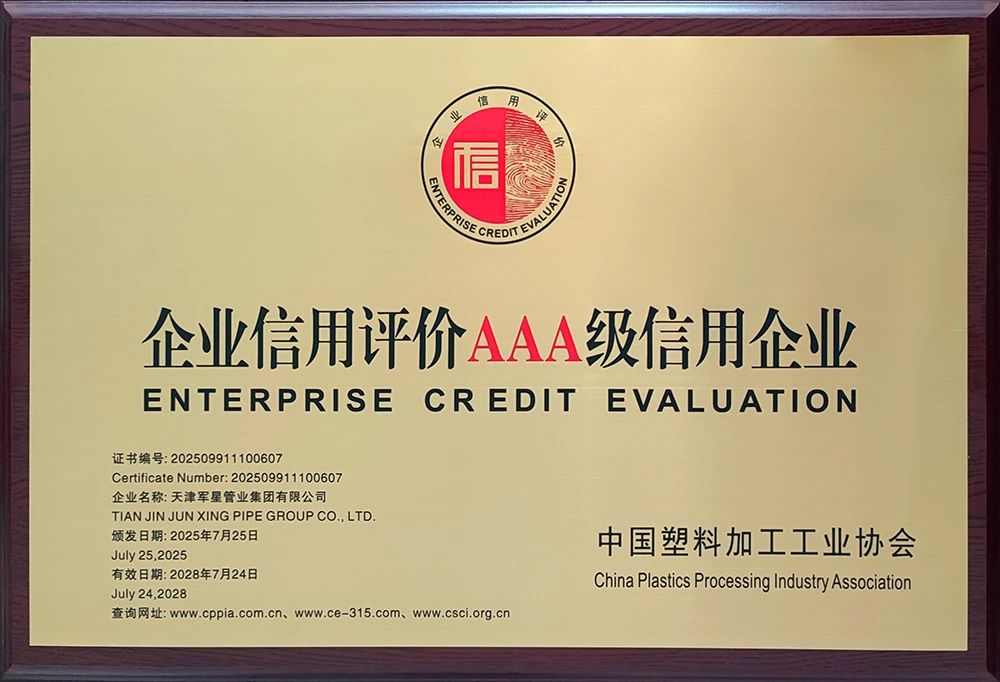 企业信用评价
信
ENTERPRISE CREDIT EVALUATION
企业信用评价AAA级信用企业
ENTERPRISE CREDIT EVALUATION
证书编号: 202509911100607
Certificate Number: 202509911100607
企业名称: 天津军星管业集团有限公司
TIAN JIN JUN XING PIPE GROUP CO., LTD.
颁发日期: 2025年7月25日
July 25,2025
有效日期: 2028年7月24日
July 24,2028
查询网址: www.cppia.com.cn、www.ce-315.com、www.csci.org.cn
中国塑料加工工业协会
China Plastics Processing Industry Association